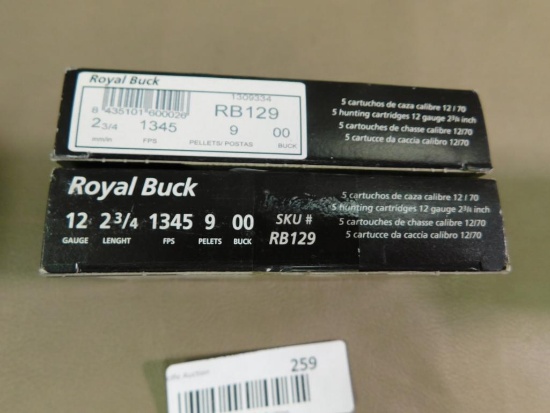 Royal Buck
1309334
8 435101 600026
RB129
2 3/4 1345 9 00
mm/in FPS PELLETS/ POSTAS BUCK
5 cartuchos de caza calibre 12 / 70
5 hunting cartridges 12 gauge 2¾ inch
5 cartouches de chasse calibre 12/70
5 cartucce da caccia calibro 12/70
Royal Buck
12 2 3/4 1345 9 00
GAUGE LENGHT FPS PELETS BUCK
SKU #
RB129
5 cartuchos de caza calibre 12 / 70
5 hunting cartridges 12 gauge 2¾ inch
5 cartouches de chasse calibre 12/70
5 cartucce da caccia calibro 12/70
Auction
259